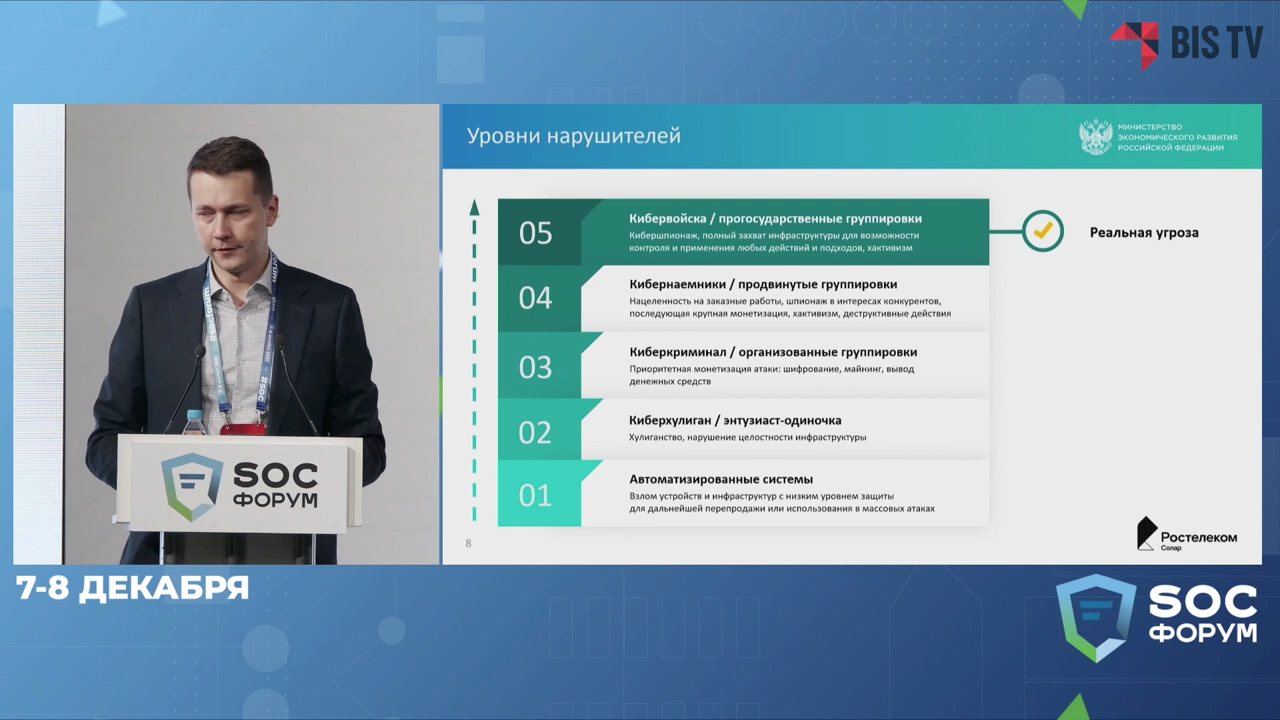 BIS TV
Уровни нарушителей
МИНИСТЕРСТВО
ЭКОНОМИЧЕСКОГО РАЗВИТИЯ
РОССИЙСКОЙ ФЕДЕРАЦИИ
05
Кибервойска / прогосударственные группировки
Кибершпионаж, полный захват инфраструктуры для возможности
контроля и применения любых действий и подходов, хактивизм
Реальная угроза
04
Кибернаемники / продвинутые группировки
Нацеленность на заказные работы, шпионаж в интересах конкурентов,
последующая крупная монетизация, хактивизм, деструктивные действия
03
Киберкриминал / организованные группировки
Приоритетная монетизация атаки: шифрование, майнинг, вывод
денежных средств
02
Киберхулиган / энтузиаст-одиночка
Хулиганство, нарушение целостности инфраструктуры
01
Автоматизированные системы
Взлом устройств и инфраструктур с низким уровнем защиты
для дальнейшей перепродажи или использования в массовых атаках
8
Ростелеком
Солар
SOC
ФОРУМ
7-8 ДЕКАБРЯ
SOC
ФОРУМ